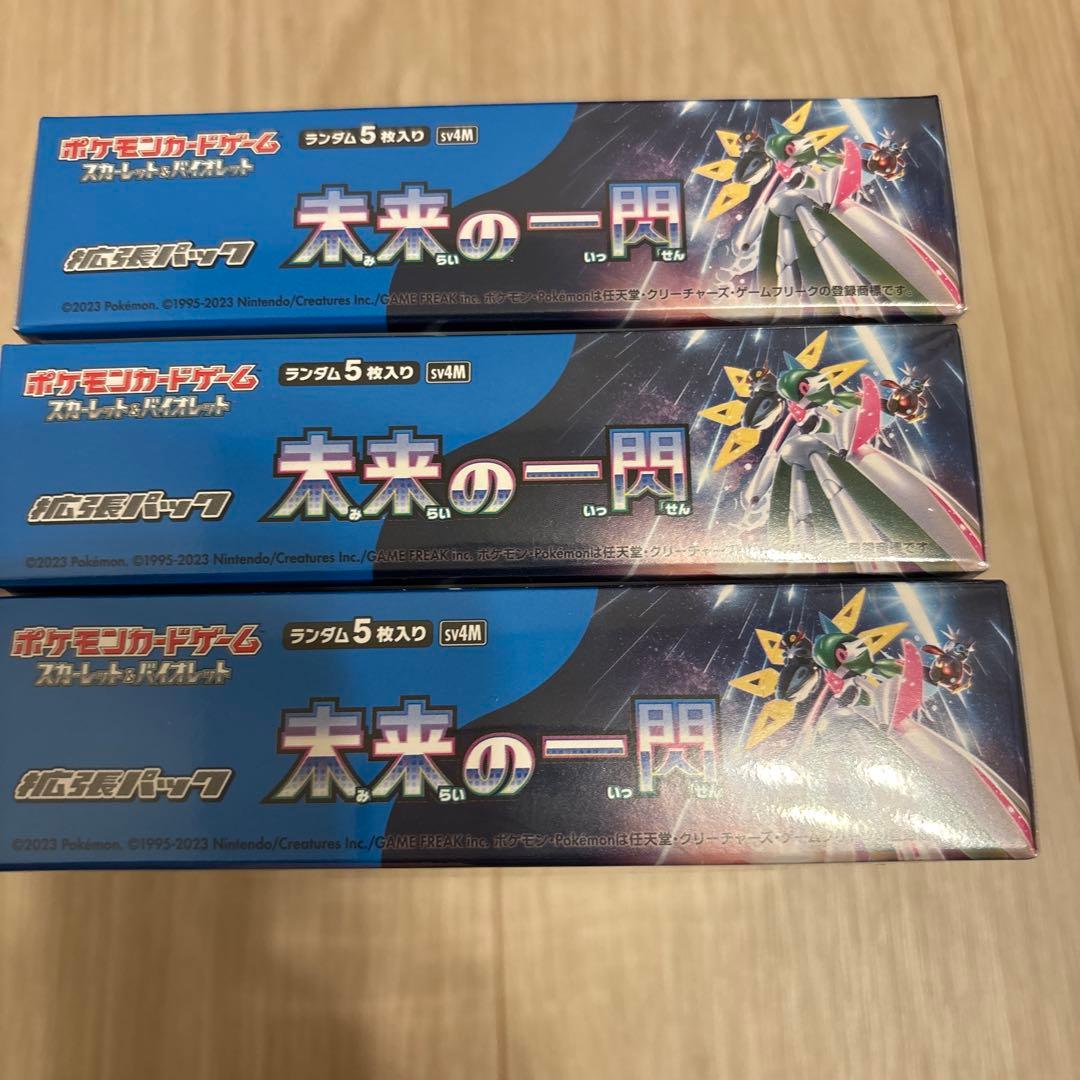 ポケモンカードゲーム
スカーレット&バイオレット
ランダム5枚入り sv4M
未来の一閃
み らい いっ せん
拡張パック
©2023 Pokémon. ©1995-2023 Nintendo/Creatures Inc./GAME FREAK inc. ポケモン・Pokémonは任天堂・クリーチャーズ・ゲームフリークの登録商標です。
ポケモンカードゲーム
スカーレット&バイオレット
ランダム5枚入り sv4M
未来の一閃
み らい いっ せん
拡張パック
©2023 Pokémon. ©1995-2023 Nintendo/Creatures Inc./GAME FREAK inc. ポケモン・Pokémonは任天堂・クリーチャーズ 登録商標です。
ポケモンカードゲーム
スカーレット&バイオレット
ランダム5枚入り sv4M
未来の一閃
み らい いっ せん
拡張パック
©2023 Pokémon. ©1995-2023 Nintendo/Creatures Inc./GAME FREAK inc. ポケモン・Pokémonは任天堂・クリーチャーズ・ゲーム